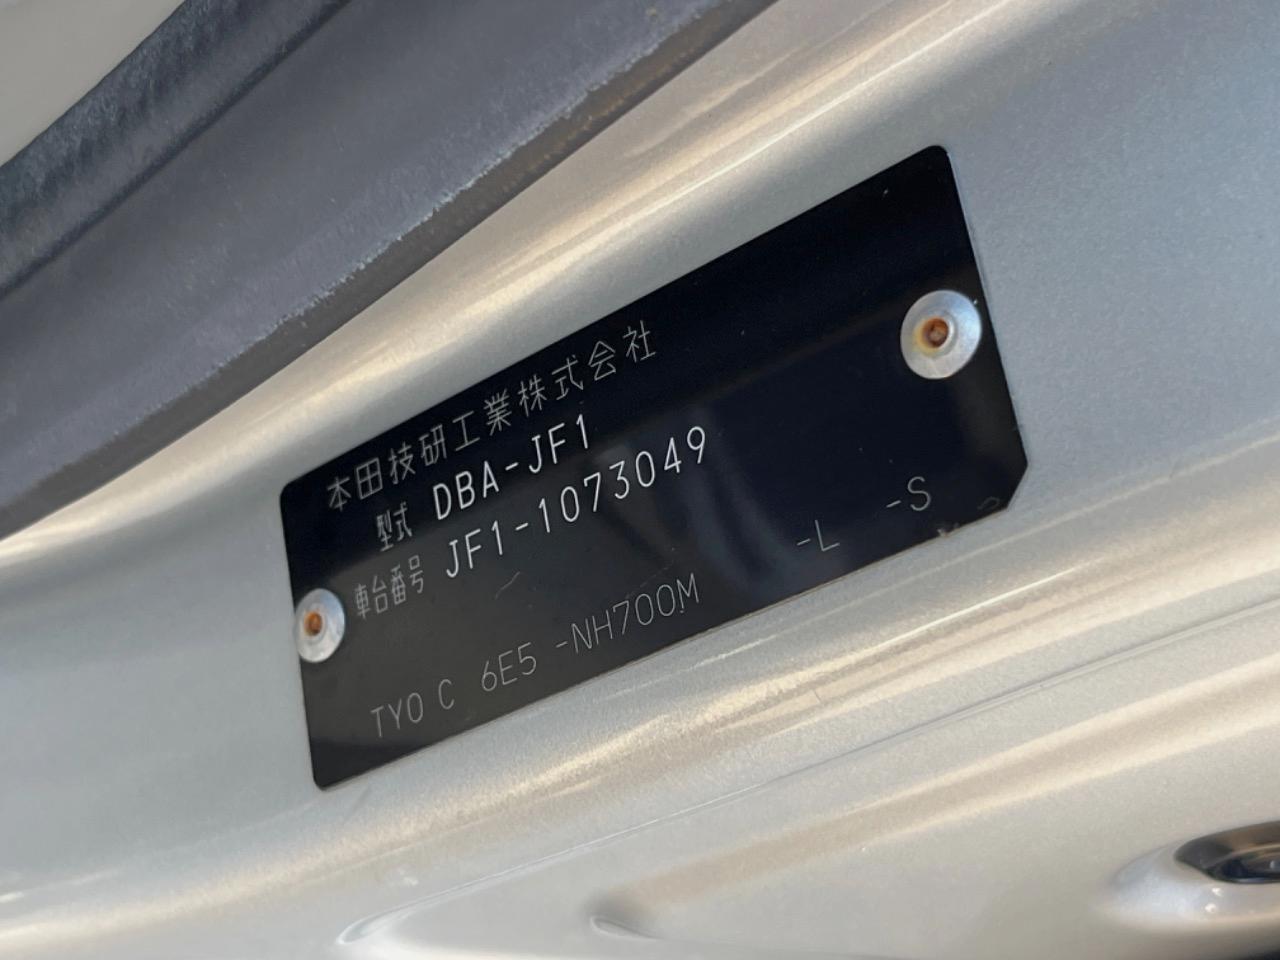 本田技研工業株式会社
型式 DBA-JF1
車台番号 JF1-1073049
TYO C 6E5 -NH700M -L -S